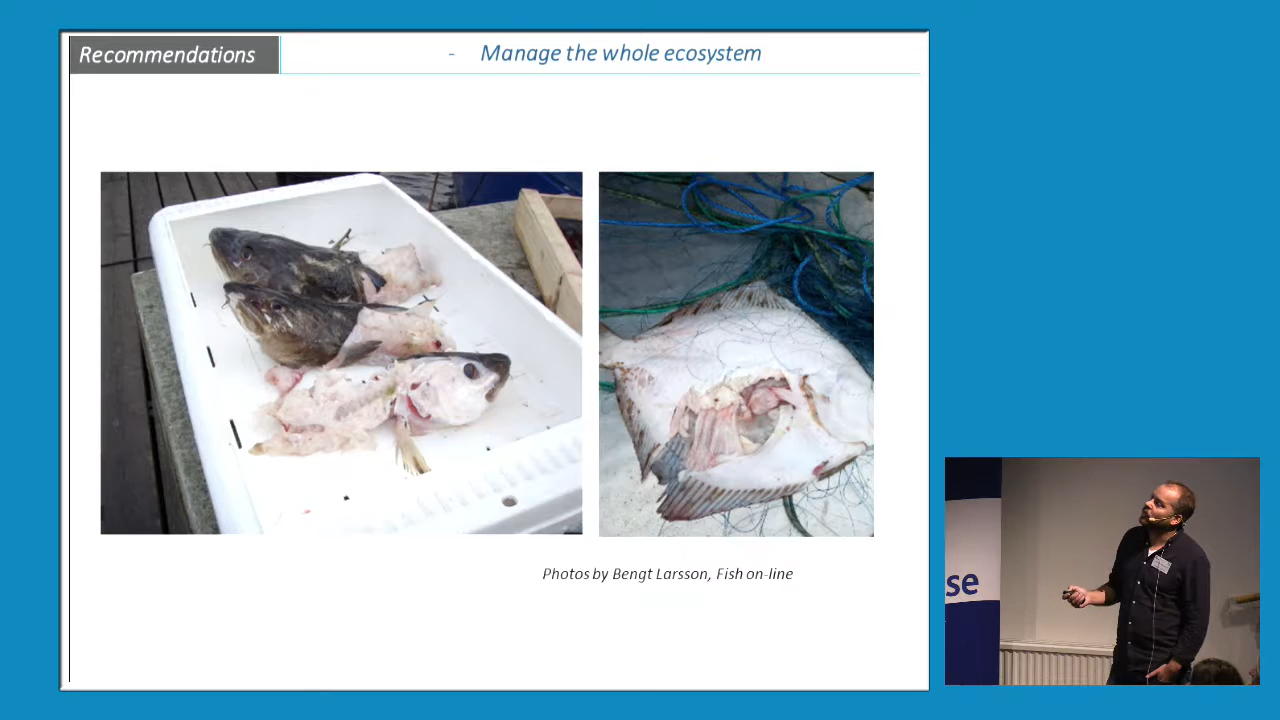 Recommendations
- Manage the whole ecosystem
Photos by Bengt Larsson, Fish on-line
se